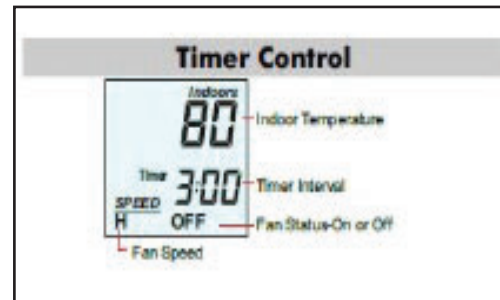 Timer Control
Indoors
80
Indoor Temperature
Timer
3:00
Timer Interval
SPEED
H
OFF
Fan Status-On or Off
Fan Speed